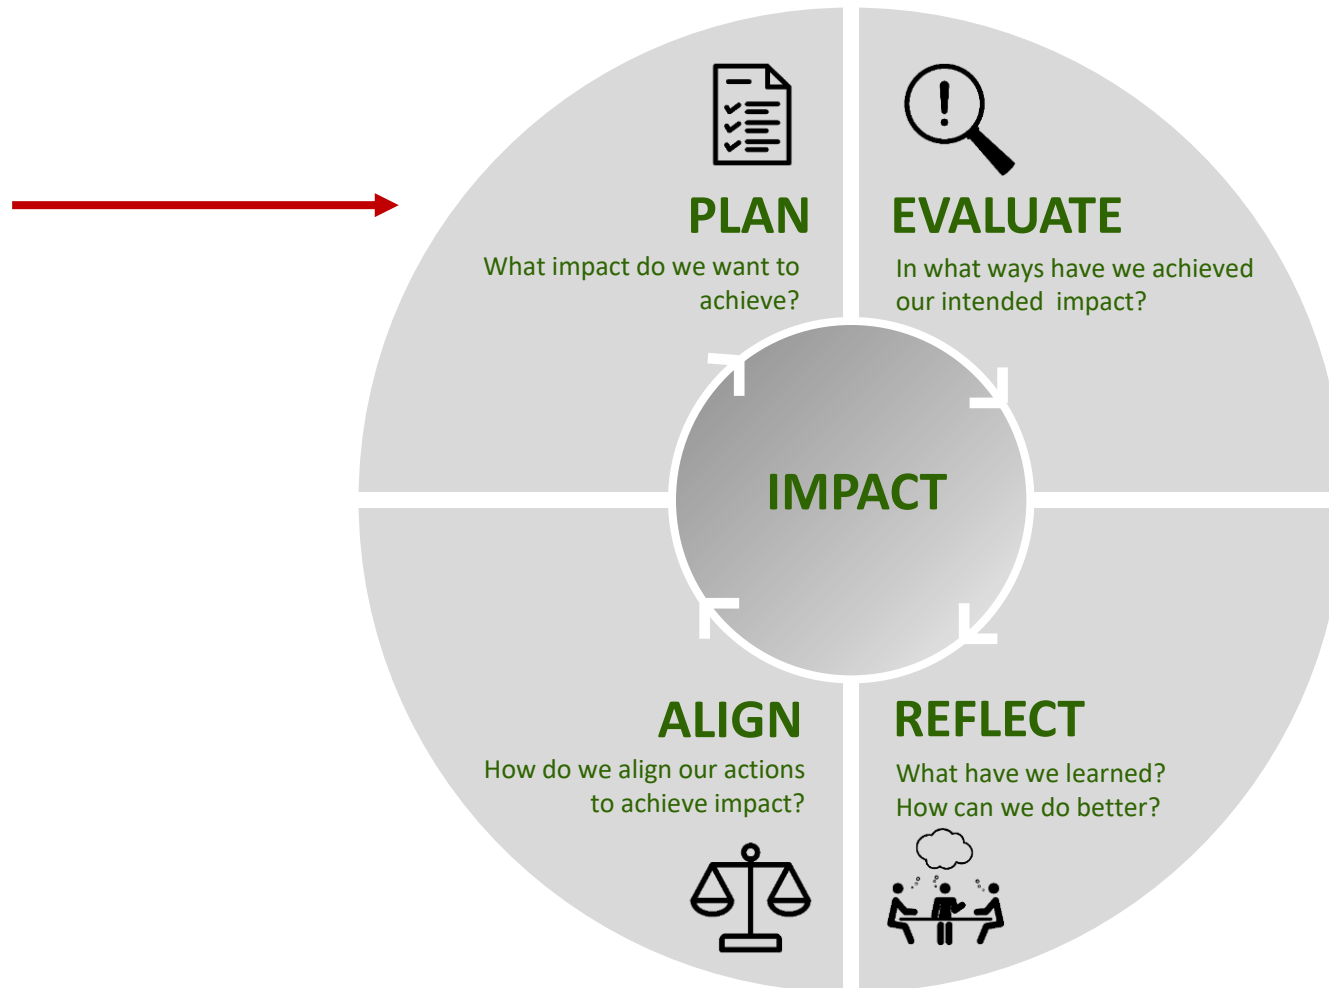 PLAN
What impact do we want to
achieve?
EVALUATE
In what ways have we achieved
our intended  impact?
IMPACT
ALIGN
How do we align our actions
to achieve impact?
REFLECT
What have we learned?
How can we do better?